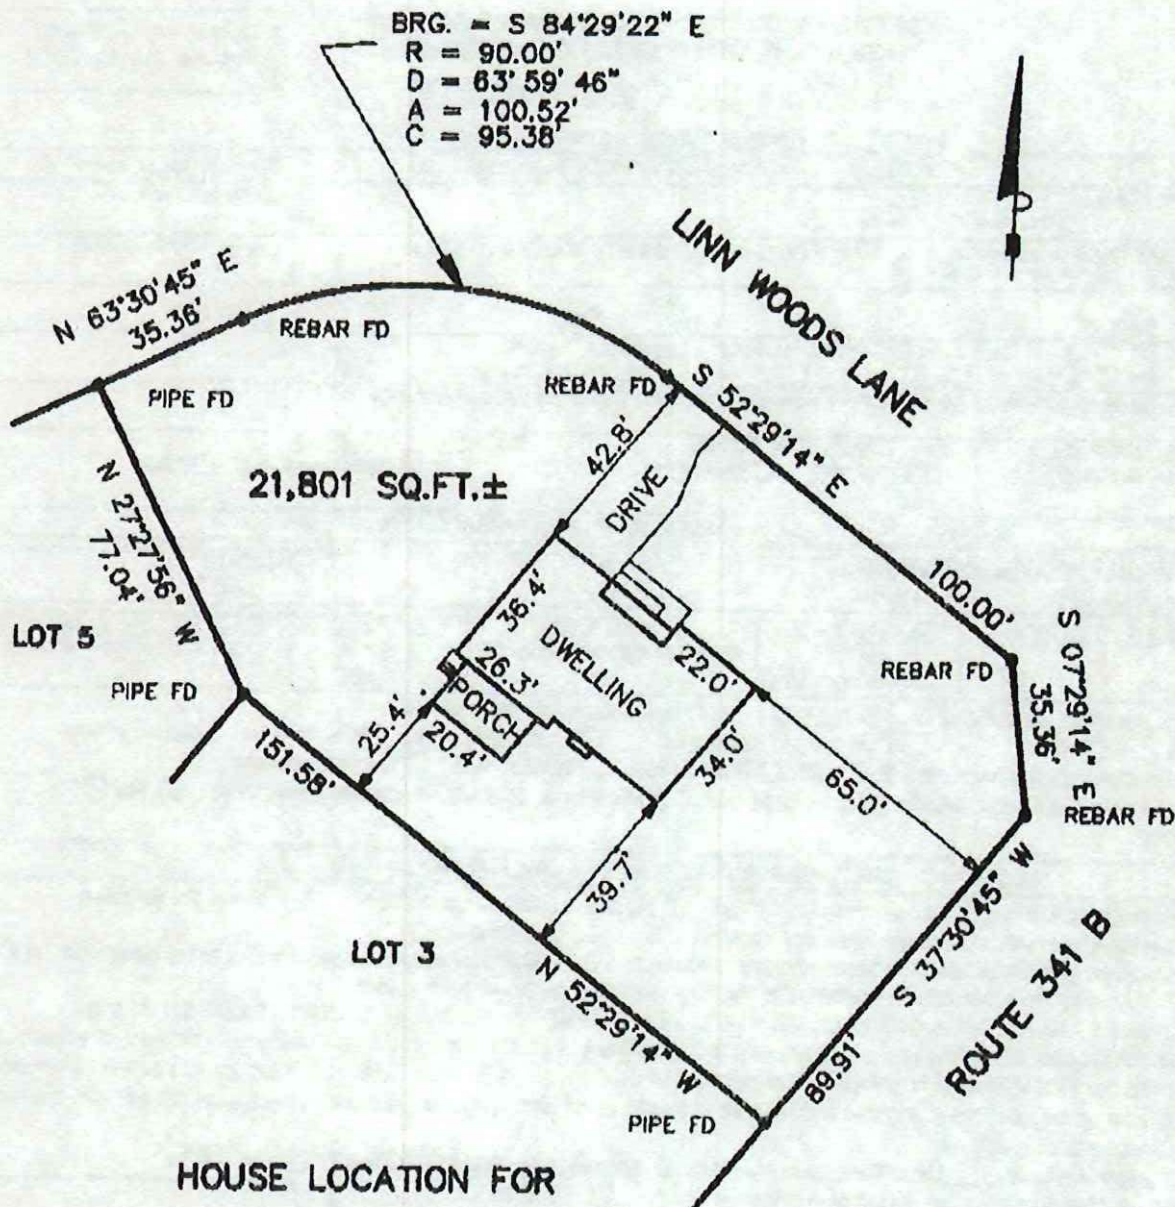 BRG. = S 84°29'22" E
R = 90.00'
D = 63° 59' 46"
A = 100.52'
C = 95.38'
LINN WOODS LANE
N 63°30'45" E
35.36'
REBAR FD
PIPE FD
REBAR FD
S 52°29'14" E
100.00'
42.8'
DRIVE
21,801 SQ.FT.±
N 27°27'56" W
77.04'
LOT 5
PIPE FD
36.4'
DWELLING
22.0'
26.3'
PORCH
20.4'
25.4'
34.0'
65.0'
REBAR FD
S 07°29'14" E
35.36'
REBAR FD
151.58'
39.7'
LOT 3
N 52°29'14" W
S 37°30'45" W
89.91'
ROUTE 341 B
PIPE FD
HOUSE LOCATION FOR